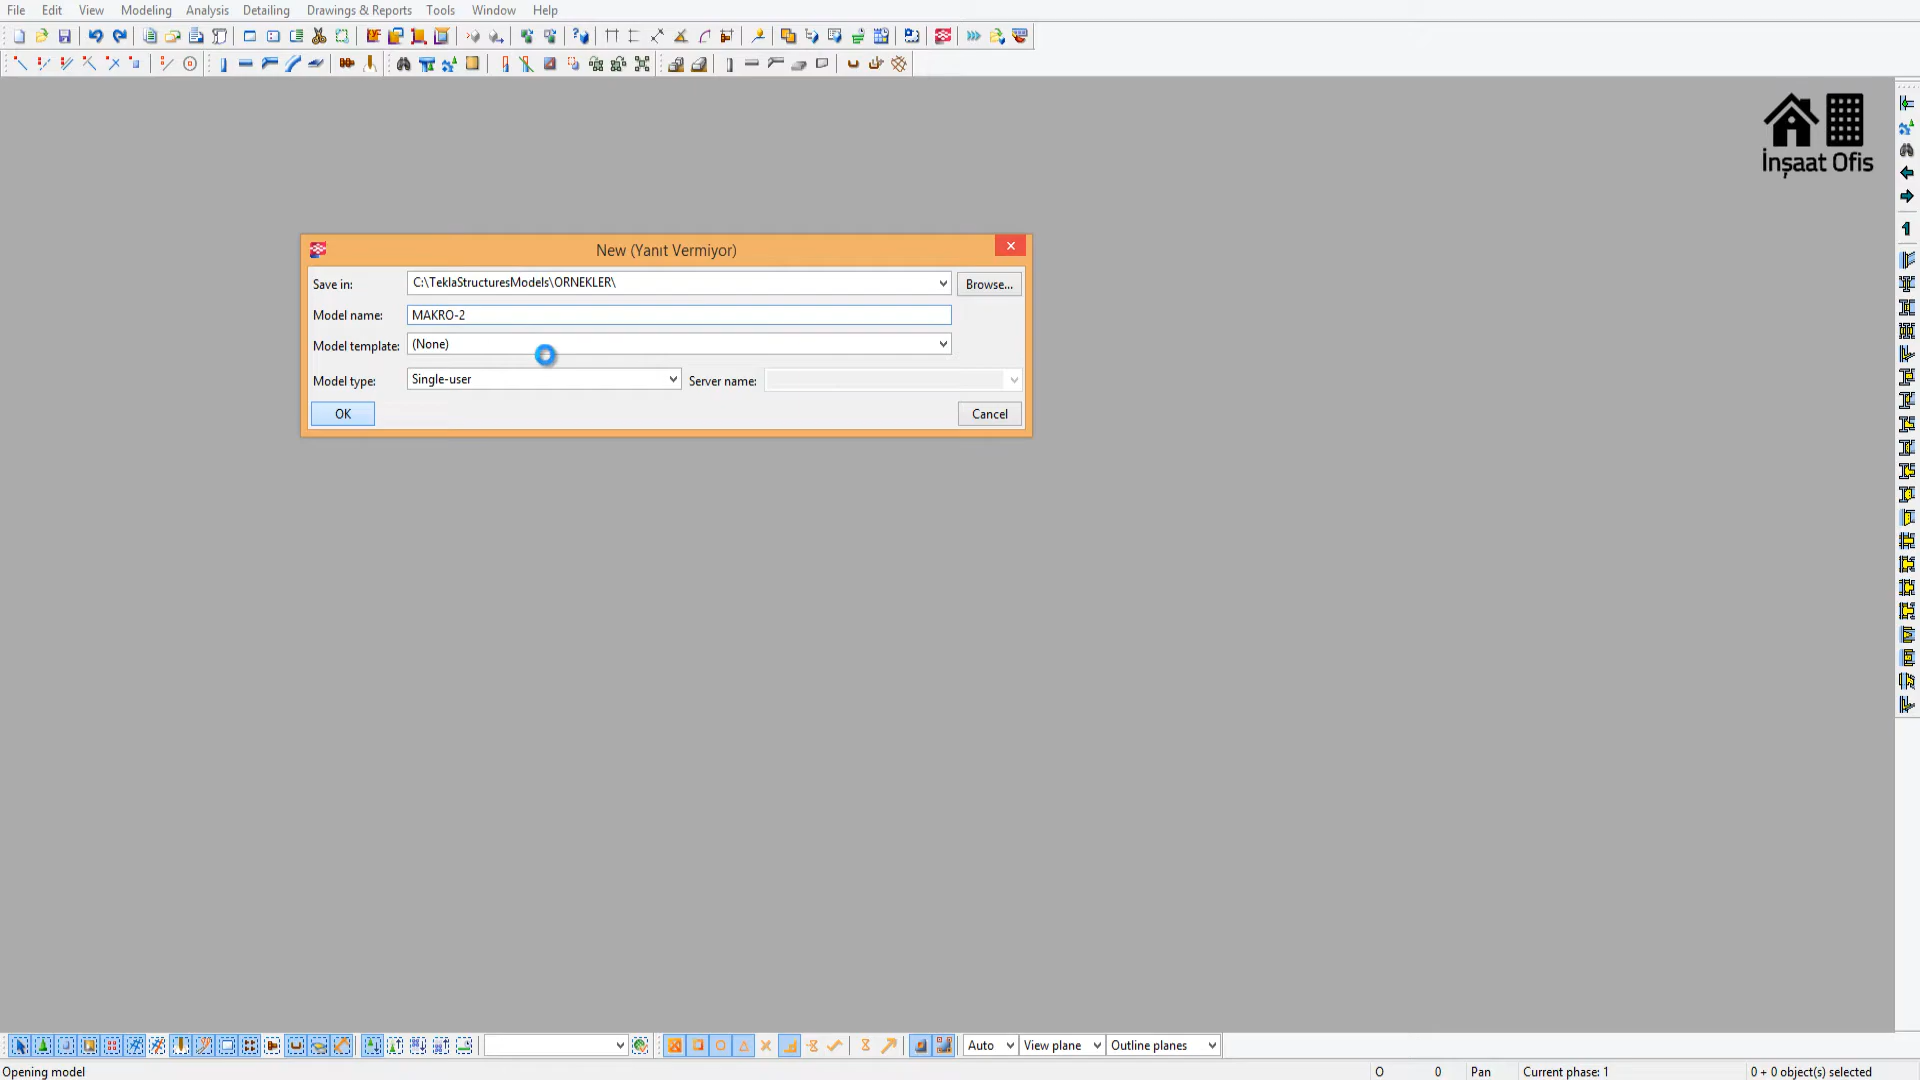 File Edit View Modeling Analysis Detailing Drawings & Reports Tools Window Help
İnşaat Ofis
New (Yanıt Vermiyor)
Save in: C:\TeklaStructuresModels\ORNEKLER\ Browse...
Model name: MAKRO-2
Model template: (None)
Model type: Single-user Server name:
OK Cancel
Auto View plane Outline planes
Opening model O 0 Pan Current phase: 1 0 + 0 object(s) selected